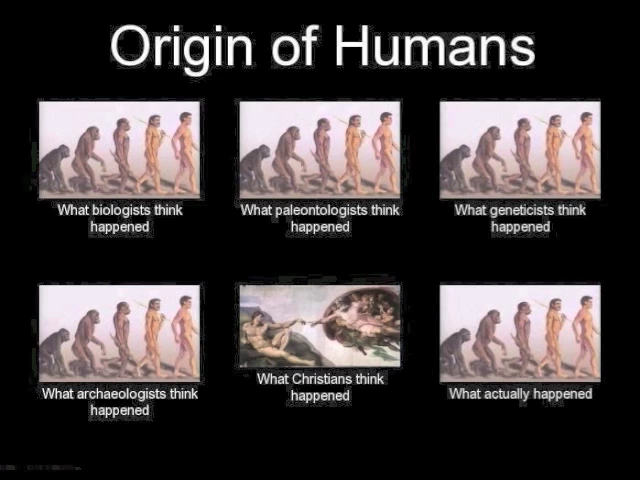 Origin of Humans
What biologists think
happened
What paleontologists think
happened
What geneticists think
happened
What archaeologists think
happened
What Christians think
happened
What actually happened